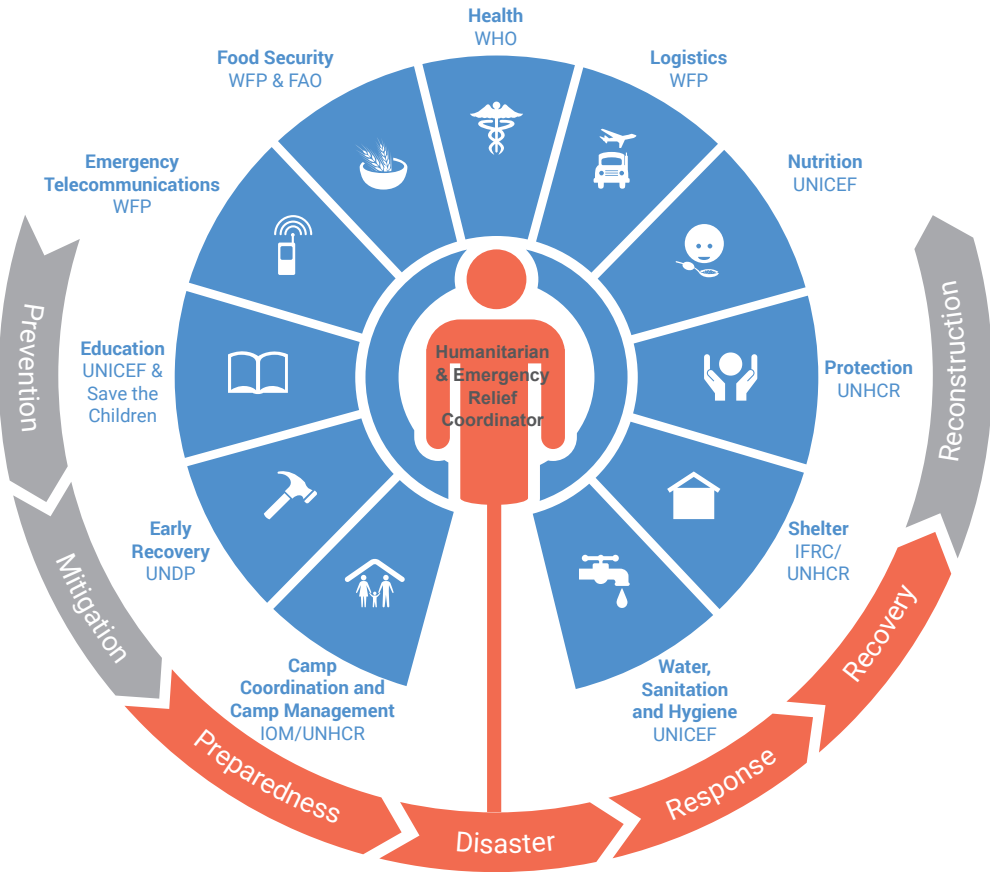 Health
WHO
Food Security
WFP & FAO
Logistics
WFP
Emergency
Telecommunications
WFP
Nutrition
UNICEF
Education
UNICEF &
Save the
Children
Humanitarian
& Emergency
Relief
Coordinator
Protection
UNHCR
Early
Recovery
UNDP
Shelter
IFRC/
UNHCR
Camp
Coordination and
Camp Management
IOM/UNHCR
Water,
Sanitation
and Hygiene
UNICEF
Prevention
Mitigation
Preparedness
Disaster
Response
Recovery
Reconstruction